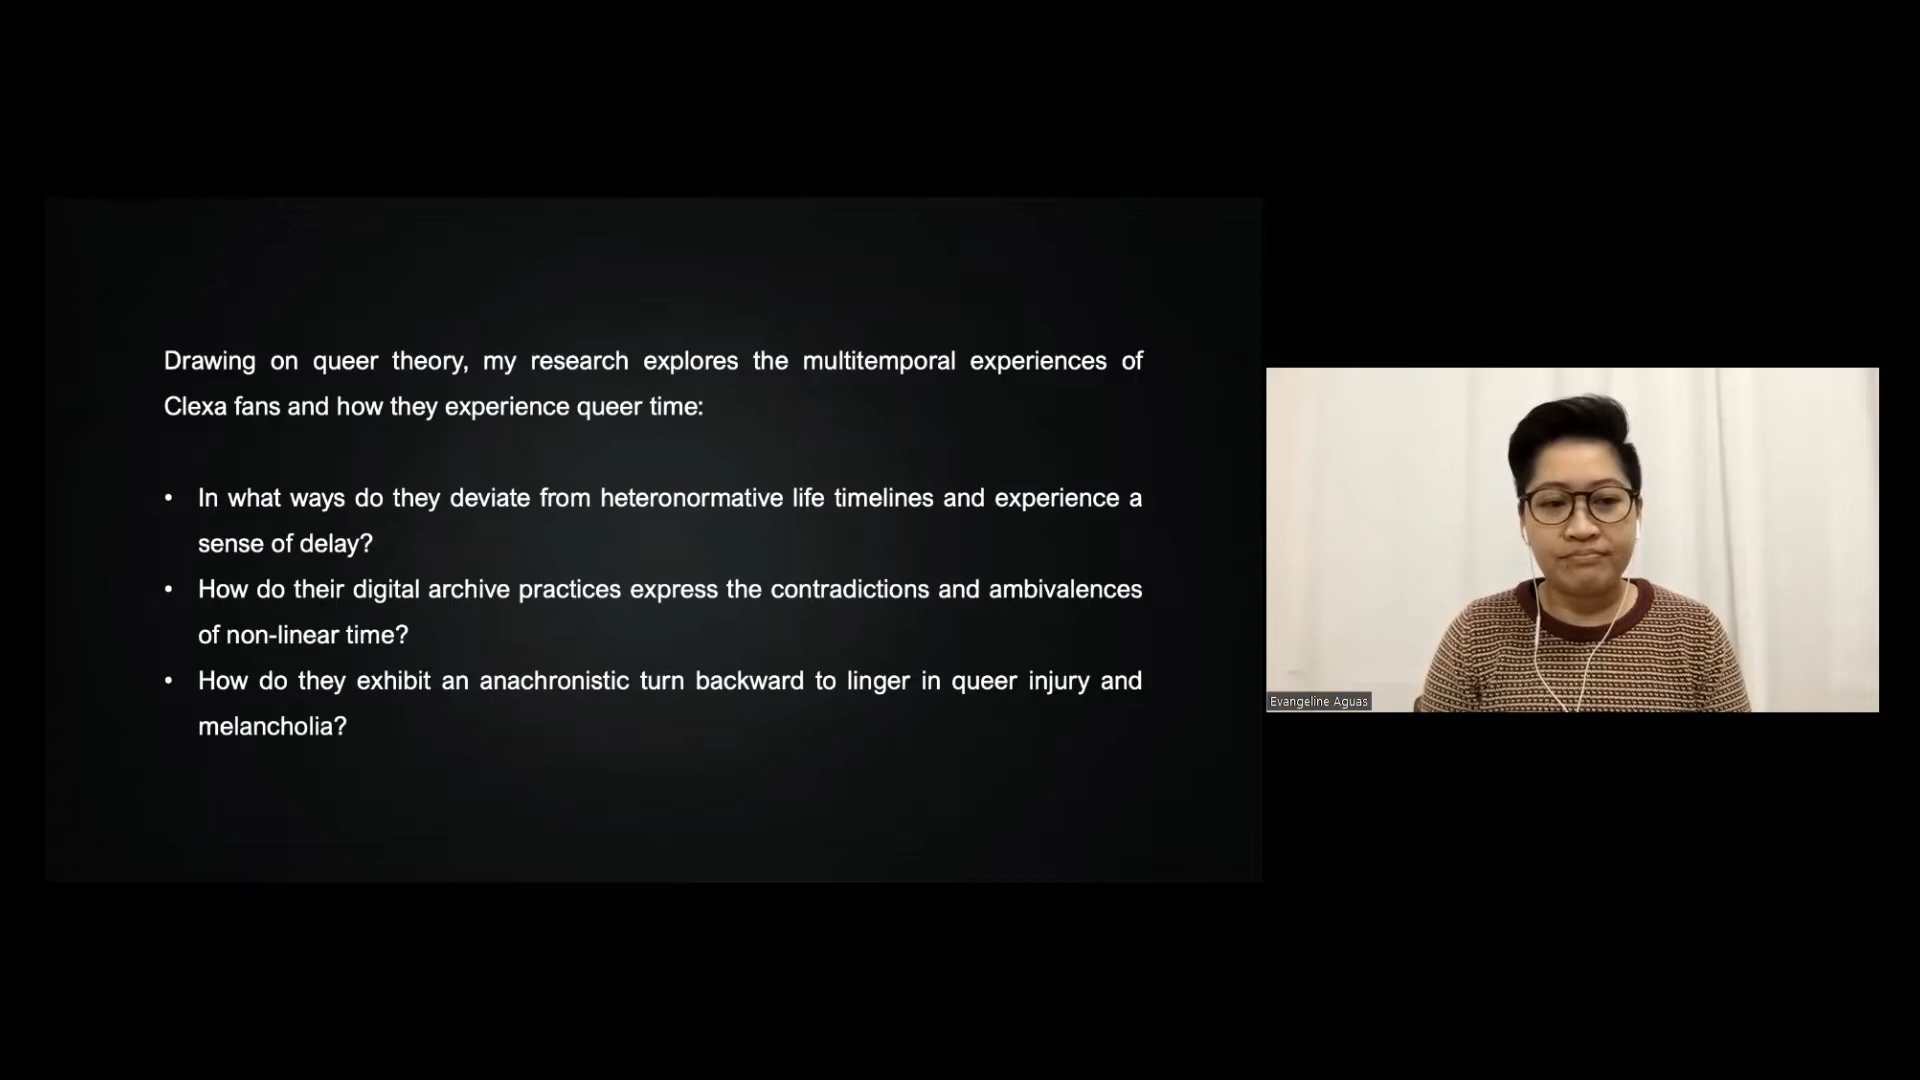 Drawing on queer theory, my research explores the multitemporal experiences of
Clexa fans and how they experience queer time:
• In what ways do they deviate from heteronormative life timelines and experience a
sense of delay?
• How do their digital archive practices express the contradictions and ambivalences
of non-linear time?
• How do they exhibit an anachronistic turn backward to linger in queer injury and
melancholia?
Evangeline Aguas